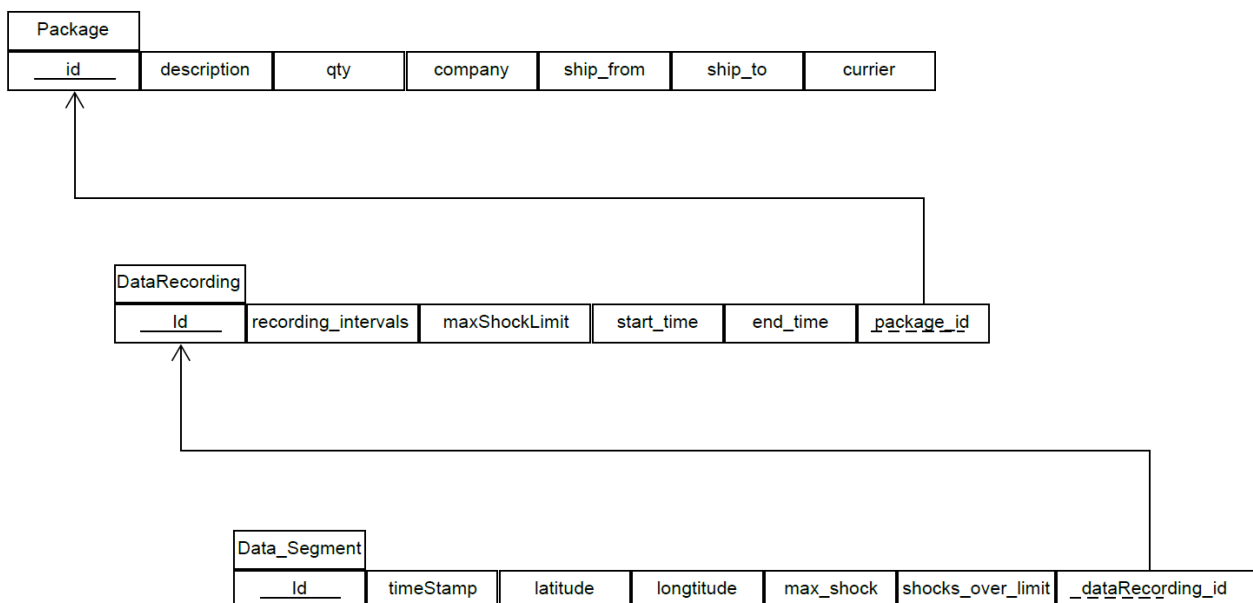 Package
id description qty company ship_from ship_to currier
DataRecording
Id recording_intervals maxShockLimit start_time end_time package_id
Data_Segment
Id timeStamp latitude longtitude max_shock shocks_over_limit dataRecording_id